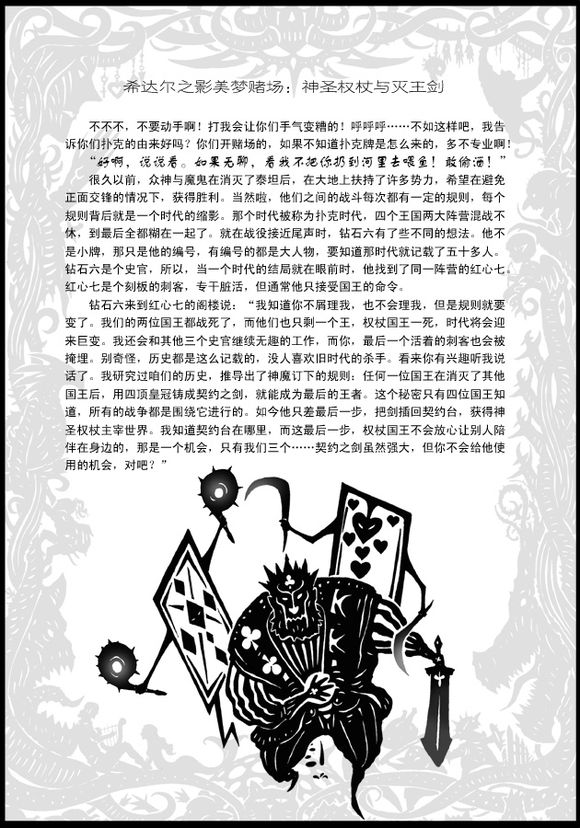 希达尔之影美梦赌场：神圣权杖与灭王剑
不不不，不要动手啊！打我会让你们手气变糟的！呼呼呼……不如这样吧，我告
诉你们扑克的由来好吗？你们开赌场的，如果不知道扑克牌是怎么来的，多不专业啊！
“好啊，说说看。如果无聊，看我不把你扔到河里去喂鱼！敢偷酒！”
很久以前，众神与魔鬼在消灭了泰坦后，在大地上扶持了许多势力，希望在避免
正面交锋的情况下，获得胜利。当然啦，他们之间的战斗每次都有一定的规则，每个
规则背后就是一个时代的缩影。那个时代被称为扑克时代，四个王国两大阵营混战不
休，到最后全都糊在一起了。就在战役接近尾声时，钻石六有了些不同的想法。他不
是小牌，那只是他的编号，有编号的都是大人物，要知道那时代就记载了五十多人。
钻石六是个史官，所以，当一个时代的结局就在眼前时，他找到了同一阵营的红心七。
红心七是个刻板的刺客，专干脏活，但通常他只接受国王的命令。
钻石六来到红心七的阁楼说：“我知道你不屑理我，也不会理我，但是规则就要
变了。我们的两位国王都战死了，而他们也只剩一个王，权杖国王一死，时代将会迎
来巨变。我还会和其他三个史官继续无趣的工作，而你，最后一个活着的刺客也会被
掩埋。别奇怪，历史都是这么记载的，没人喜欢旧时代的杀手。看来你有兴趣听我说
话了。我研究过咱们的历史，推导出了神魔订下的规则：任何一位国王在消灭了其他
国王后，用四顶皇冠铸成契约之剑，就能成为最后的王者。这个秘密只有四位国王知
道，所有的战争都是围绕它进行的。如今他只差最后一步，把剑插回契约台，获得神
圣权杖主宰世界。我知道契约台在哪里，而这最后一步，权杖国王不会放心让别人陪
伴在身边的，那是一个机会，只有我们三个……契约之剑虽然强大，但你不会给他使
用的机会，对吧？”